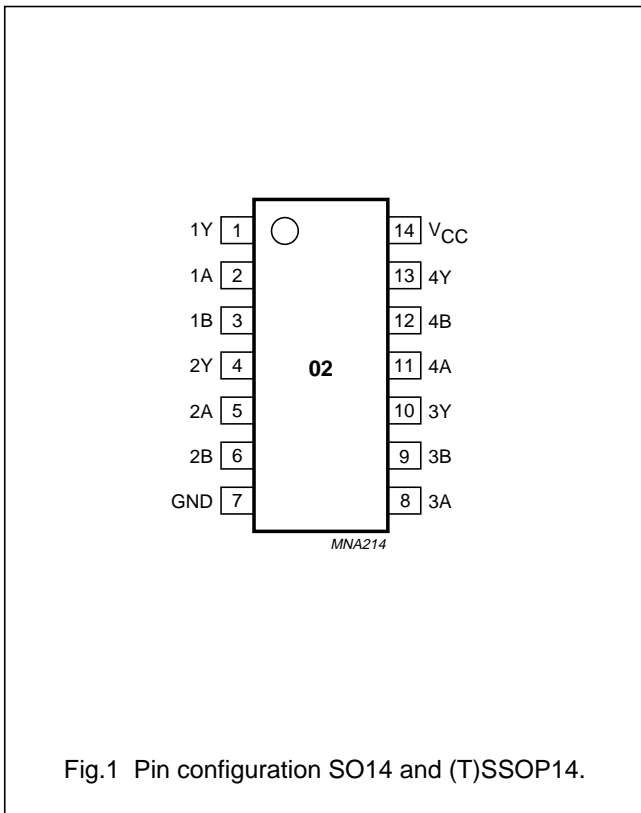 1Y 1 14 VCC
1A 2 13 4Y
1B 3 12 4B
2Y 4 02 11 4A
2A 5 10 3Y
2B 6 9 3B
GND 7 8 3A
MNA214
Fig.1 Pin configuration SO14 and (T)SSOP14.